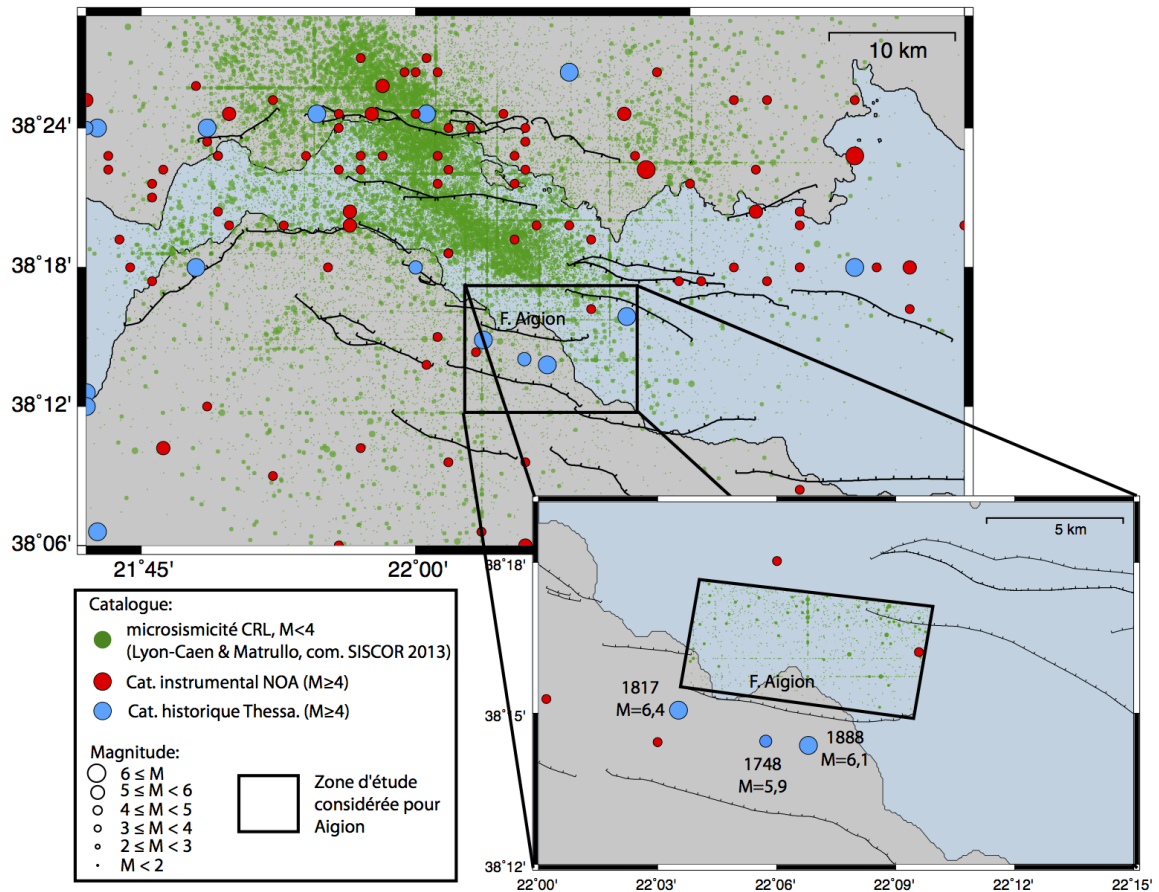 10 km
38°24'
38°18'
38°12'
38°06'
21°45'
22°00'
F. Aigion
Catalogue:
microsismicité CRL, M<4
(Lyon-Caen & Matrullo, com. SISCOR 2013)
Cat. instrumental NOA (M≥4)
Cat. historique Thessa. (M≥4)
Magnitude:
6 ≤ M
5 ≤ M < 6
4 ≤ M < 5
3 ≤ M < 4
2 ≤ M < 3
M < 2
Zone d'étude
considérée pour
Aigion
5 km
38°18'
38°15'
38°12'
F. Aigion
1817
M=6,4
1748
M=5,9
1888
M=6,1
22°00'
22°03'
22°06'
22°09'
22°12'
22°15'